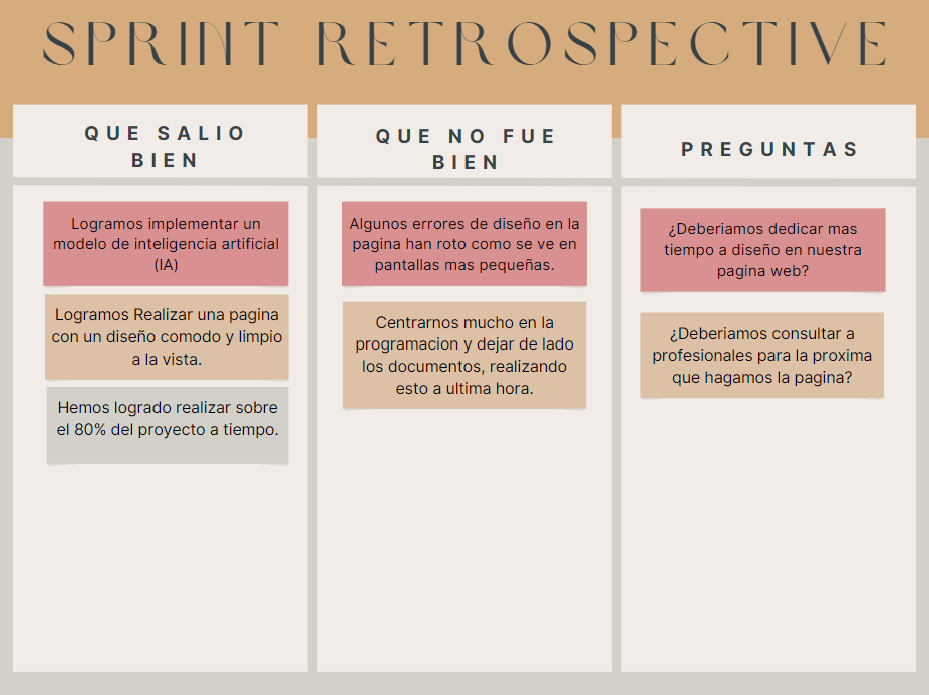 SPRINT RETROSPECTIVE
QUE SALIO
BIEN
Logramos implementar un
modelo de inteligencia artificial
(IA)
Logramos Realizar una pagina
con un diseño comodo y limpio
a la vista.
Hemos logrado realizar sobre
el 80% del proyecto a tiempo.
QUE NO FUE
BIEN
Algunos errores de diseño en la
pagina han roto como se ve en
pantallas mas pequeñas.
Centrarnos mucho en la
programacion y dejar de lado
los documentos, realizando
esto a ultima hora.
PREGUNTAS
¿Deberiamos dedicar mas
tiempo a diseño en nuestra
pagina web?
¿Deberiamos consultar a
profesionales para la proxima
que hagamos la pagina?